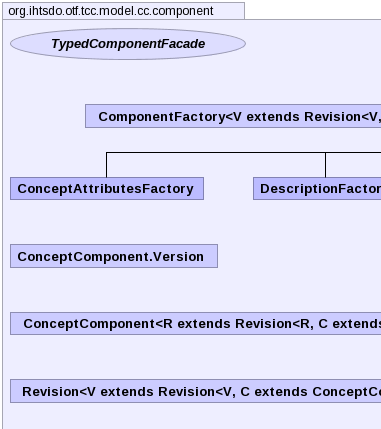 org.ihtsdo.otf.tcc.model.cc.component
TypedComponentFacade
ComponentFactory<V extends Revision<V,
ConceptAttributesFactory
DescriptionFactor
ConceptComponent.Version
ConceptComponent<R extends Revision<R, C extends
Revision<V extends Revision<V, C extends ConceptCo